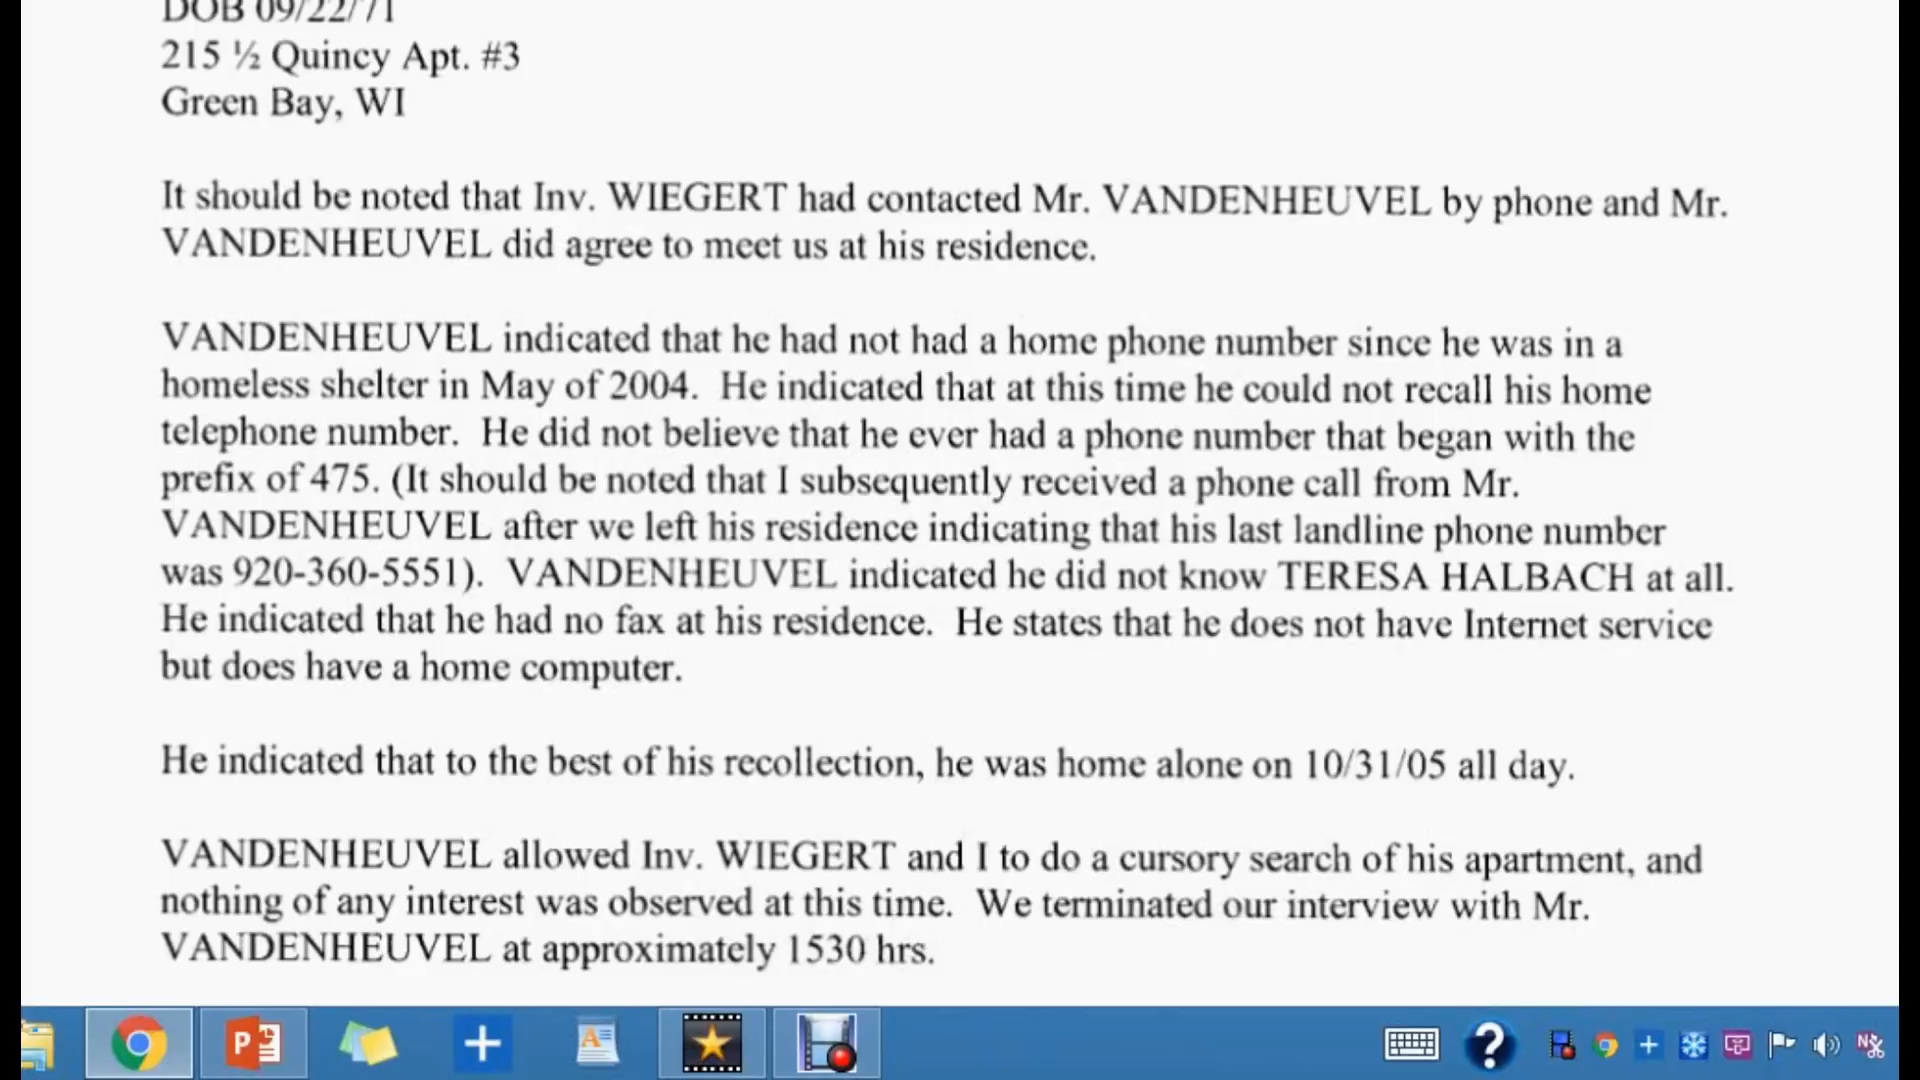 DOB 09/22/71
215 ½ Quincy Apt. #3
Green Bay, WI
It should be noted that Inv. WIEGERT had contacted Mr. VANDENHEUVEL by phone and Mr.
VANDENHEUVEL did agree to meet us at his residence.
VANDENHEUVEL indicated that he had not had a home phone number since he was in a
homeless shelter in May of 2004.  He indicated that at this time he could not recall his home
telephone number.  He did not believe that he ever had a phone number that began with the
prefix of 475. (It should be noted that I subsequently received a phone call from Mr.
VANDENHEUVEL after we left his residence indicating that his last landline phone number
was 920-360-5551).  VANDENHEUVEL indicated he did not know TERESA HALBACH at all.
He indicated that he had no fax at his residence.  He states that he does not have Internet service
but does have a home computer.
He indicated that to the best of his recollection, he was home alone on 10/31/05 all day.
VANDENHEUVEL allowed Inv. WIEGERT and I to do a cursory search of his apartment, and
nothing of any interest was observed at this time.  We terminated our interview with Mr.
VANDENHEUVEL at approximately 1530 hrs.